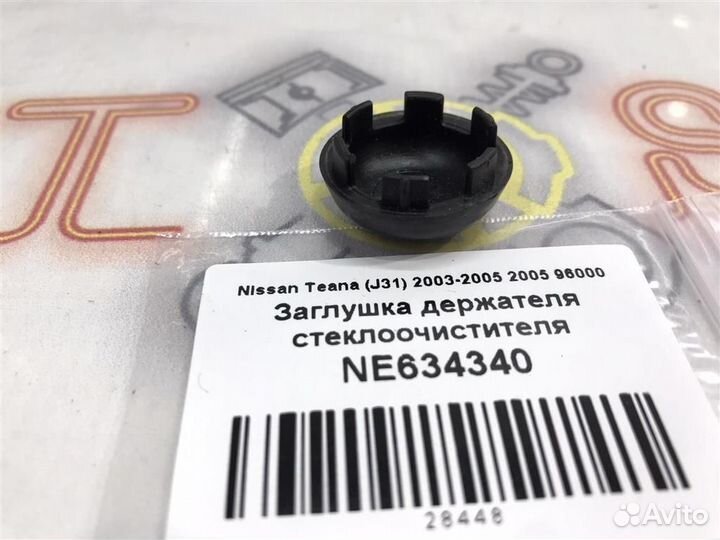 Nissan Teana (J31) 2003-2005 2005 96000
Заглушка держателя
стеклоочистителя
NE634340
28448
Avito